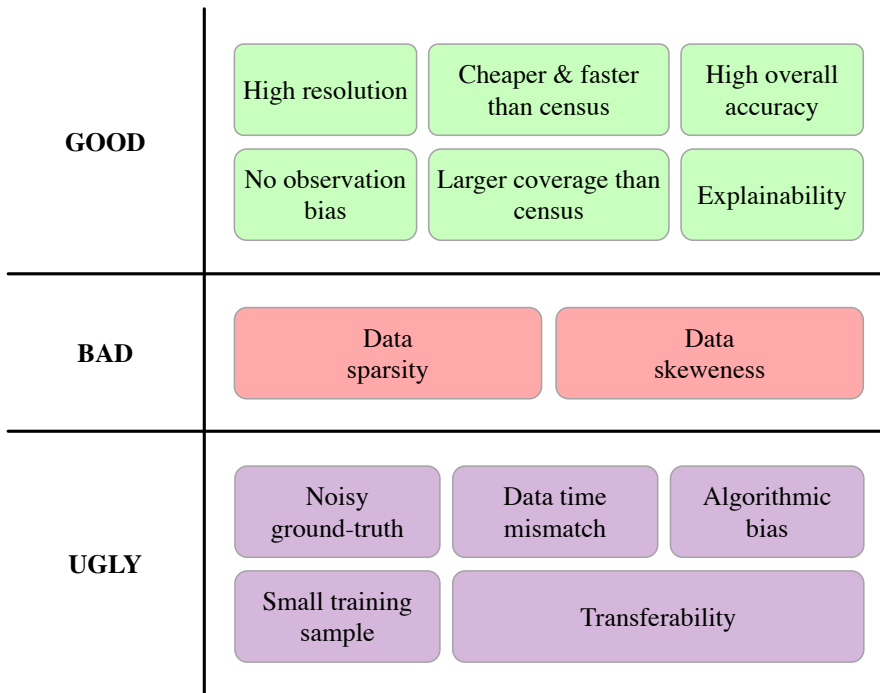 GOOD
High resolution
Cheaper & faster
than census
High overall
accuracy
No observation
bias
Larger coverage than
census
Explainability
BAD
Data
sparsity
Data
skeweness
UGLY
Noisy
ground-truth
Data time
mismatch
Algorithmic
bias
Small training
sample
Transferability